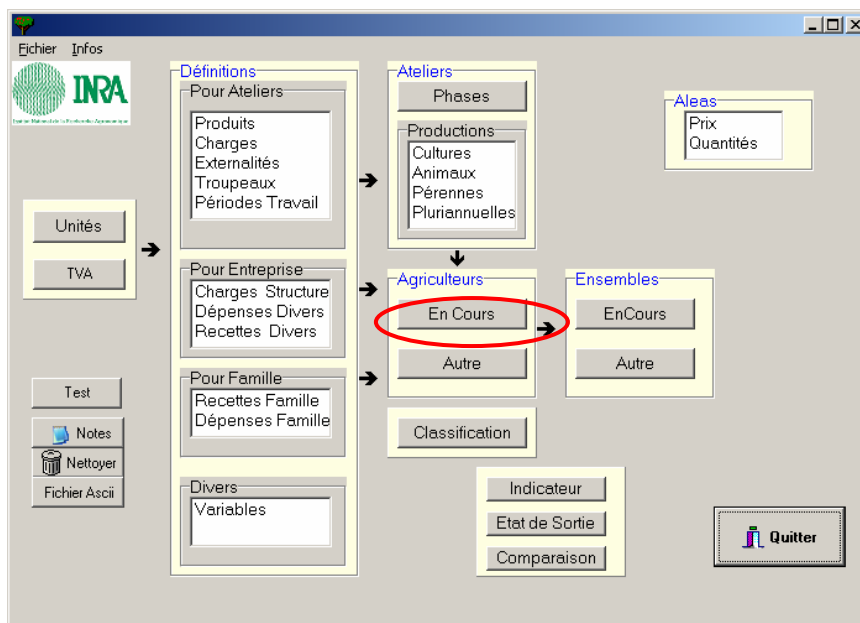 Fichier Infos
INRA
Unités
TVA
Test
Notes
Nettoyer
Fichier Ascii
Définitions
Pour Ateliers
Produits
Charges
Externalités
Troupeaux
Périodes Travail
Pour Entreprise
Charges Structure
Dépenses Divers
Recettes Divers
Pour Famille
Recettes Famille
Dépenses Famille
Divers
Variables
Ateliers
Phases
Productions
Cultures
Animaux
Pérennes
Pluriannuelles
Agriculteurs
En Cours
Autre
Classification
Ensembles
EnCours
Autre
Aleas
Prix
Quantités
Indicateur
Etat de Sortie
Comparaison
Quitter